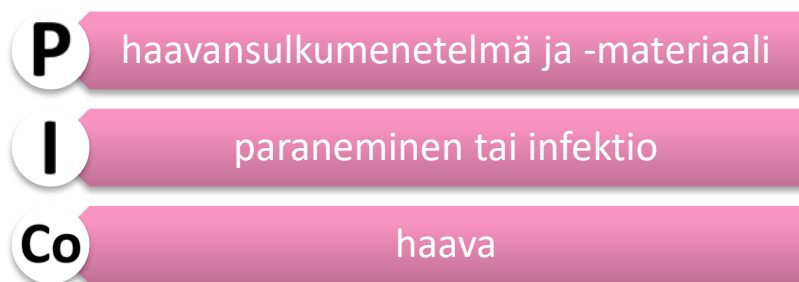 P haavansulkumenetelmä ja -materiaali
I paraneminen tai infektio
Co haava